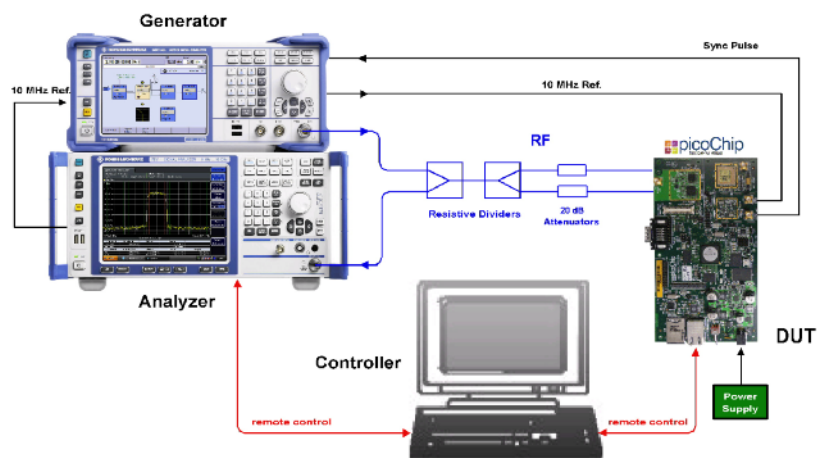 Generator
Sync Pulse
10 MHz Ref.
10 MHz Ref.
RF
picoChip
Resistive Dividers
20 dB
Attenuators
Analyzer
Controller
DUT
Power
Supply
remote control
remote control